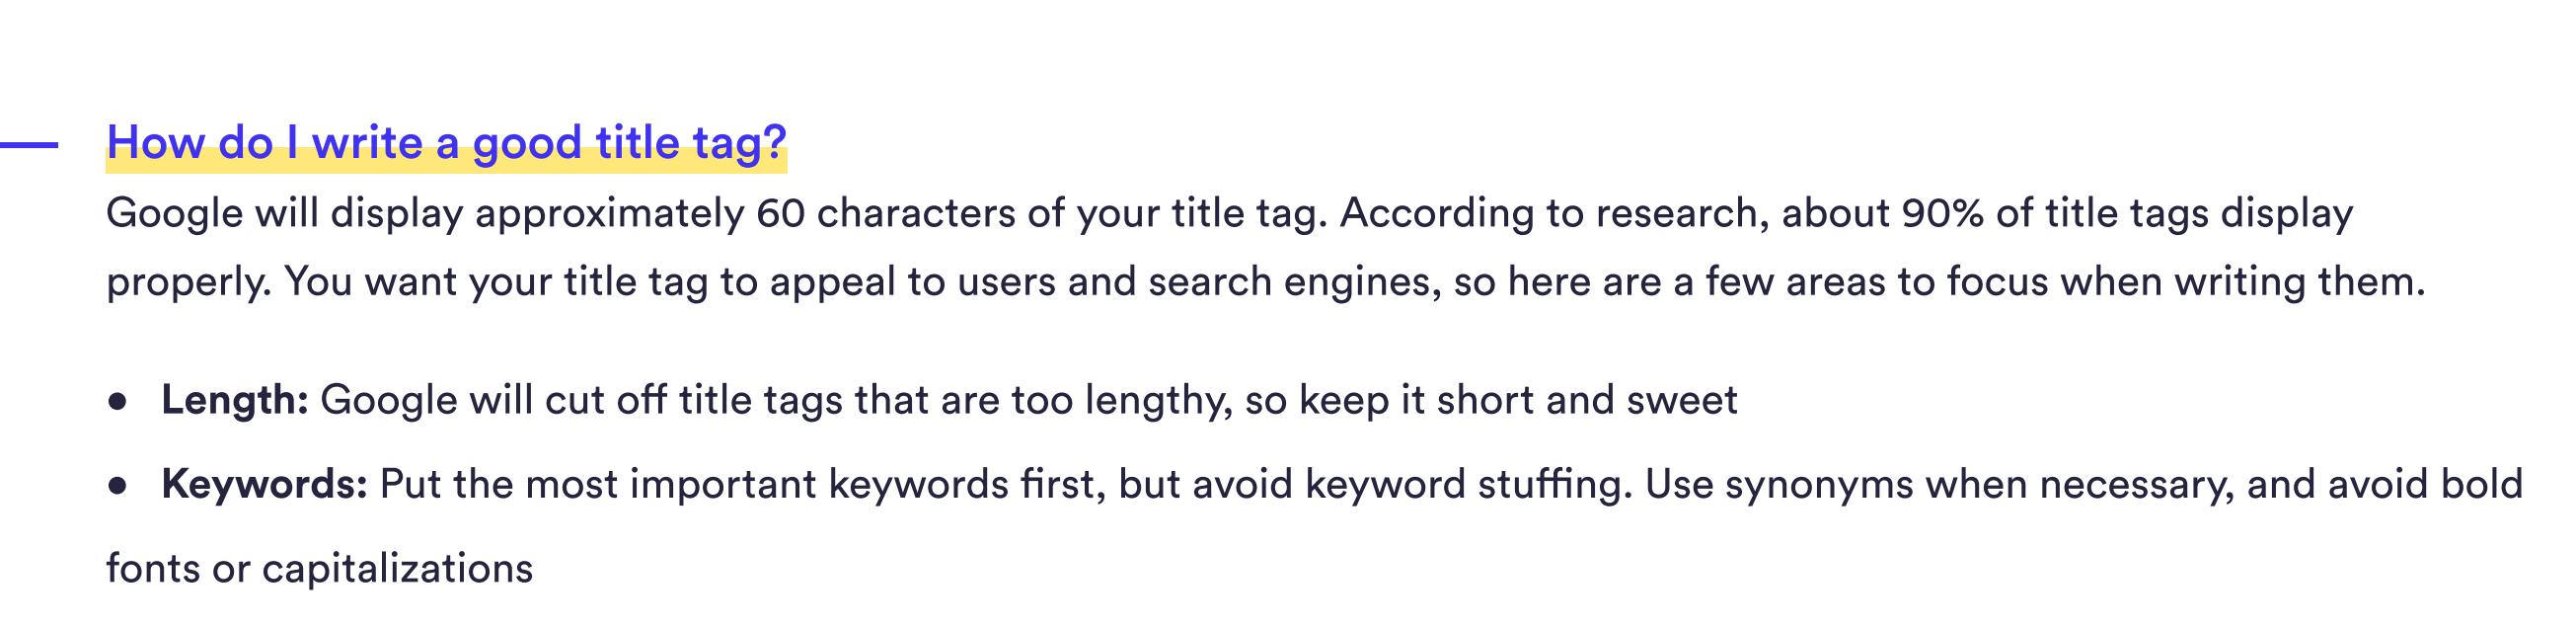 How do I write a good title tag?
Google will display approximately 60 characters of your title tag. According to research, about 90% of title tags display
properly. You want your title tag to appeal to users and search engines, so here are a few areas to focus when writing them.
● Length: Google will cut off title tags that are too lengthy, so keep it short and sweet
● Keywords: Put the most important keywords first, but avoid keyword stuffing. Use synonyms when necessary, and avoid bold
fonts or capitalizations